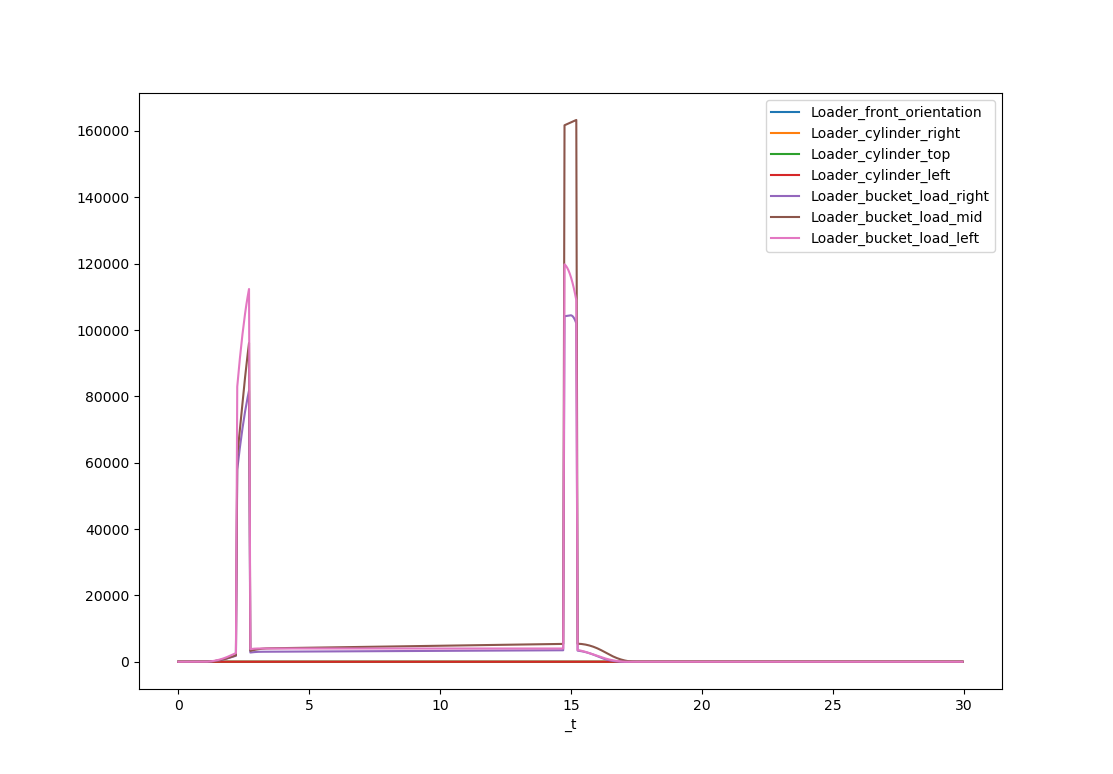 160000
140000
120000
100000
80000
60000
40000
20000
0
0 5 10 15 20 25 30
_t
Loader_front_orientation
Loader_cylinder_right
Loader_cylinder_top
Loader_cylinder_left
Loader_bucket_load_right
Loader_bucket_load_mid
Loader_bucket_load_left